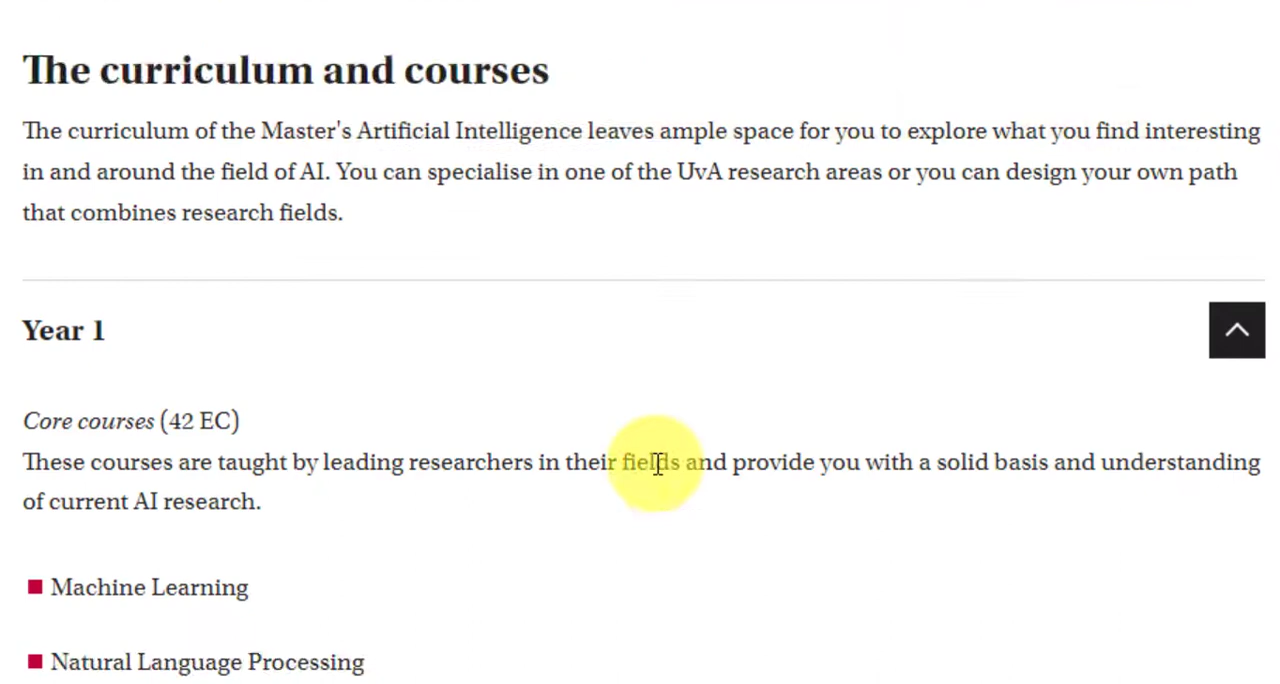 The curriculum and courses
The curriculum of the Master's Artificial Intelligence leaves ample space for you to explore what you find interesting
in and around the field of AI. You can specialise in one of the UvA research areas or you can design your own path
that combines research fields.
Year 1
Core courses (42 EC)
These courses are taught by leading researchers in their fields and provide you with a solid basis and understanding
of current AI research.
Machine Learning
Natural Language Processing